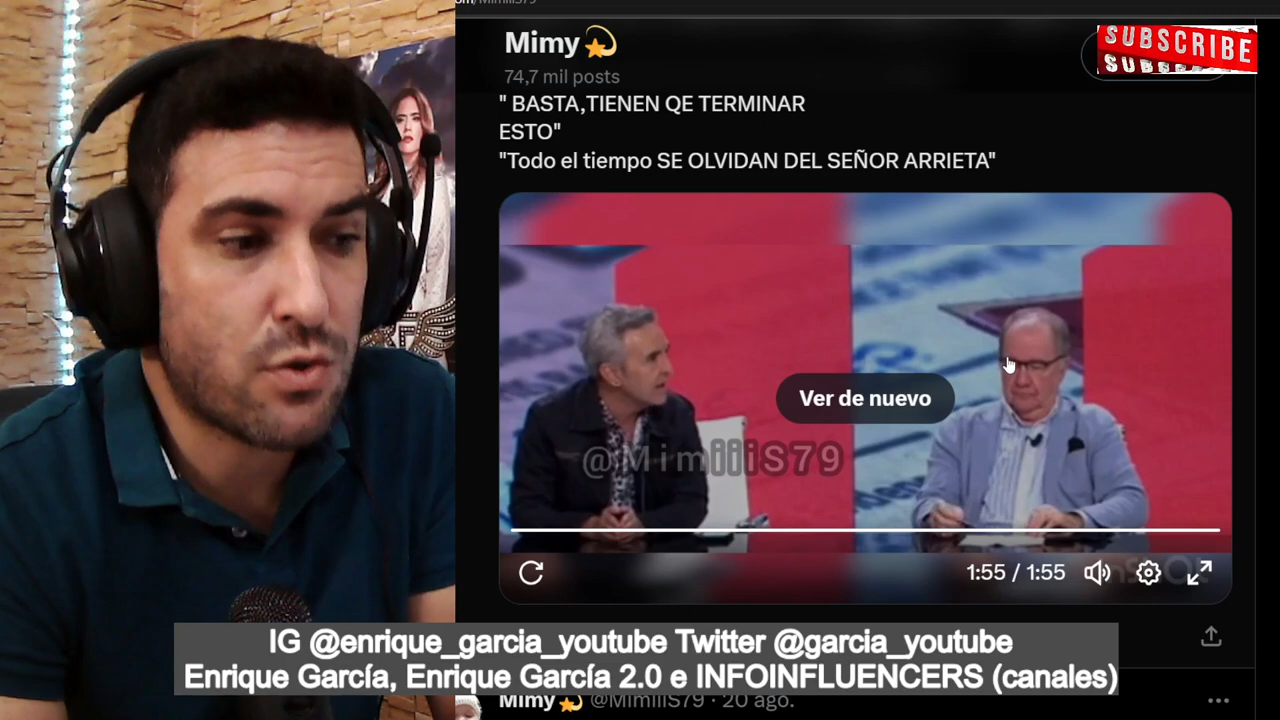 Mimy
74,7 mil posts
SUBSCRIBE
" BASTA,TIENEN QE TERMINAR
ESTO"
"Todo el tiempo SE OLVIDAN DEL SEÑOR ARRIETA"
Ver de nuevo
@MimiiiS79
1:55 / 1:55
IG @enrique_garcia_youtube Twitter @garcia_youtube
Enrique García, Enrique García 2.0 e INFOINFLUENCERS (canales)
Mimy @MimiiiS79 · 20 ago.